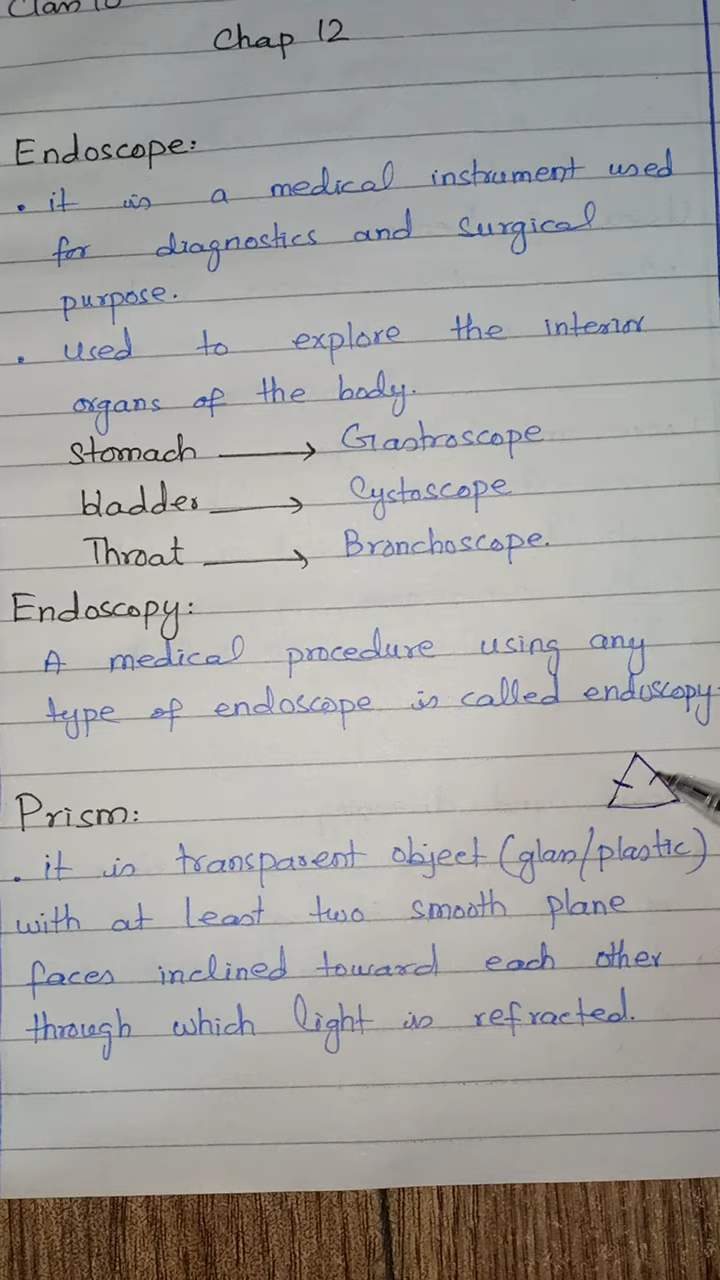 Class 10
Chap 12
Endoscope:
. it is a medical instrument used
for diagnostics and surgical
purpose.
. used to explore the interior
organs of the body.
Stomach → Gastroscope
bladder → Cystoscope
Throat → Bronchoscope.
Endoscopy:
A medical procedure using any
type of endoscope is called endoscopy.
Prism:
. it is transparent object (glass/plastic)
with at least two smooth plane
faces inclined toward each other
through which light is refracted.